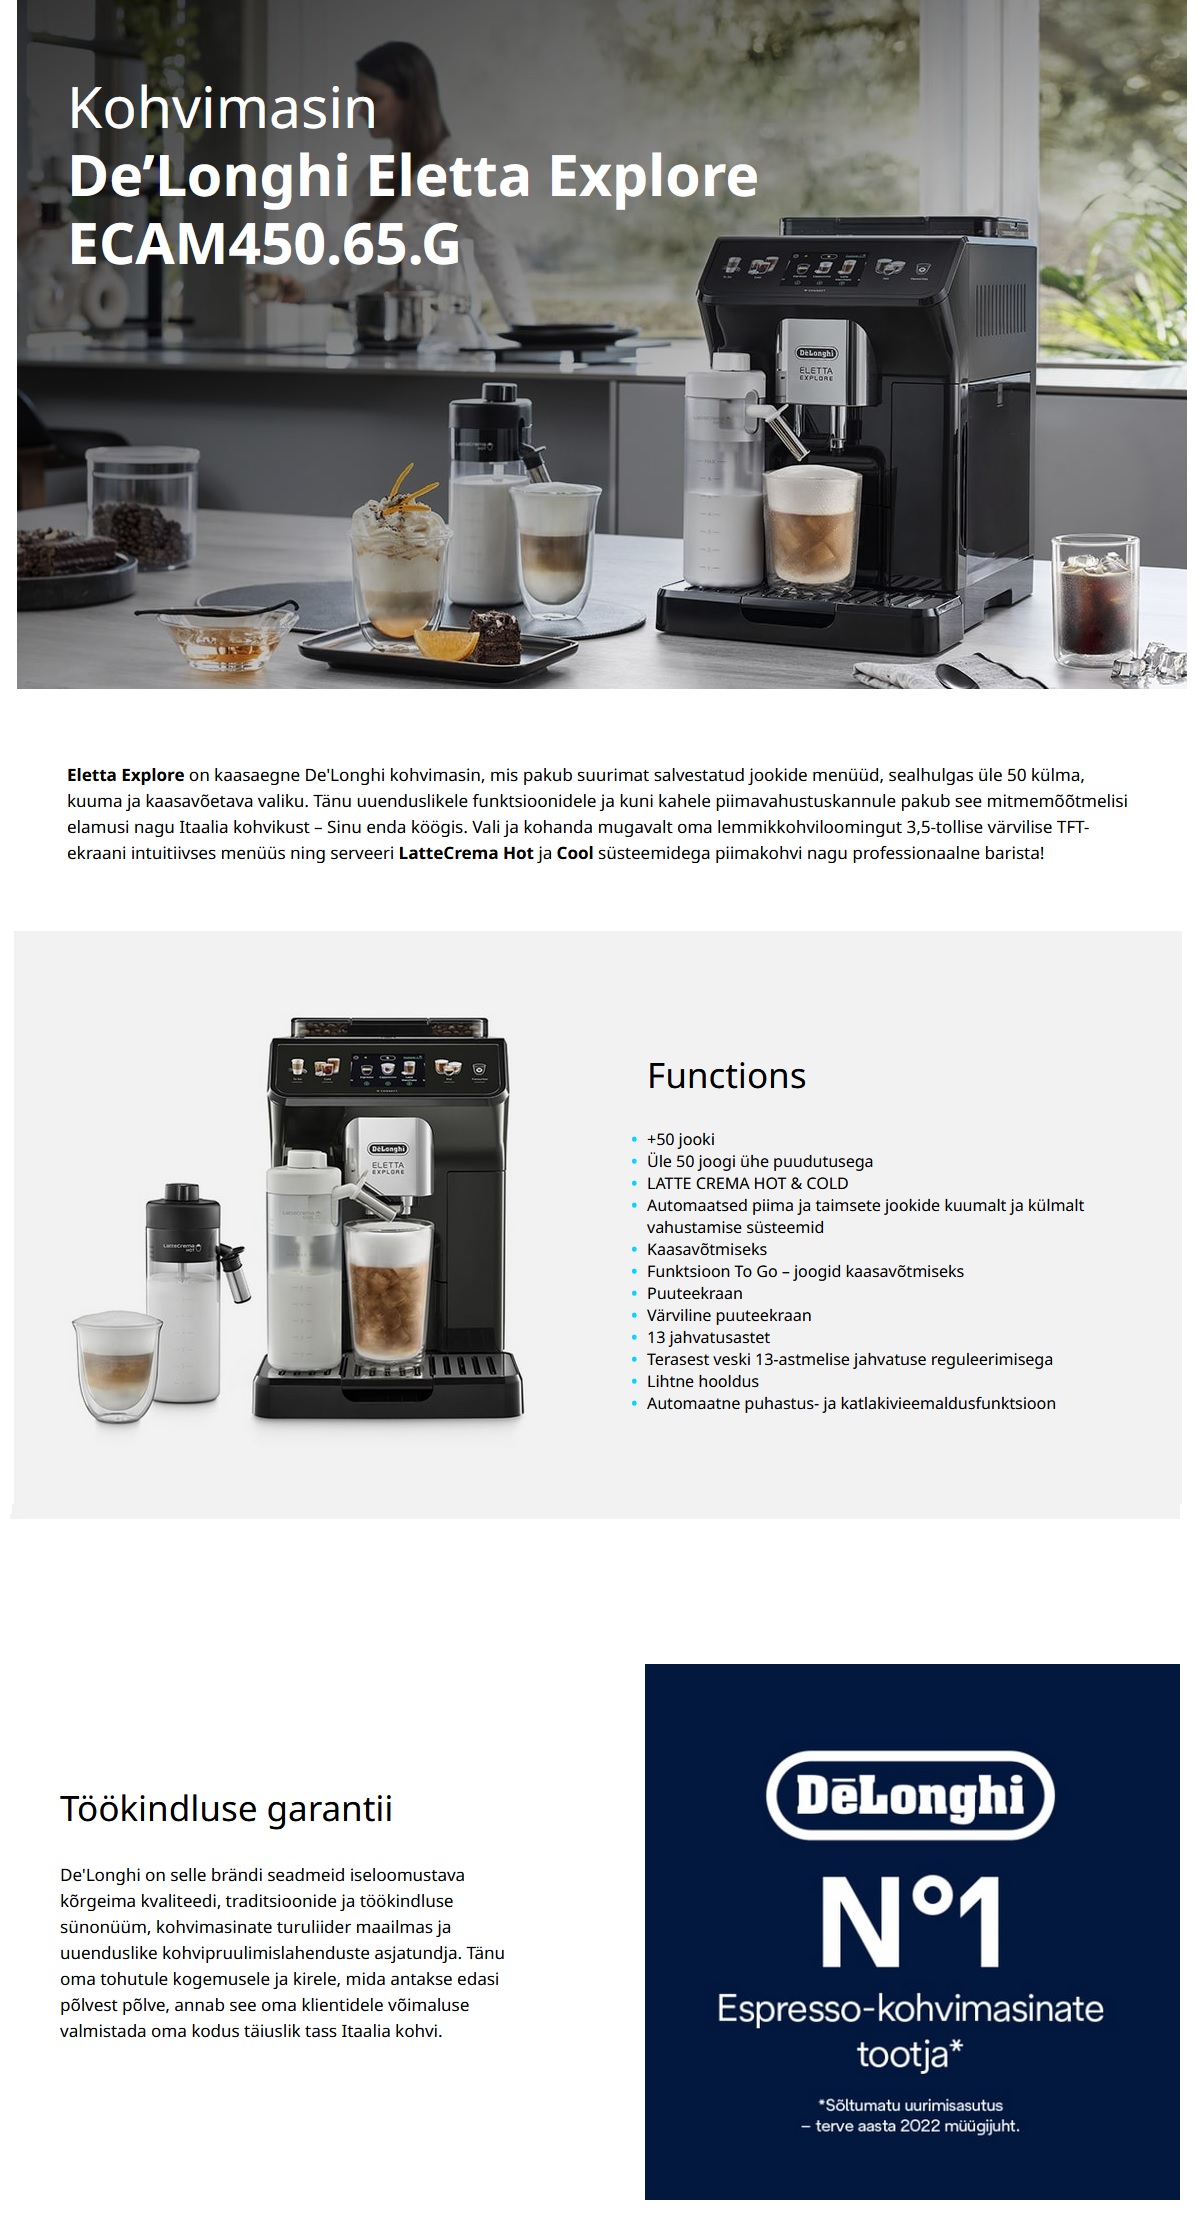 Kohvimasin
De’Longhi Eletta Explore
ECAM450.65.G
DēLonghi
ELETTA
EXPLORE
Eletta Explore on kaasaegne De'Longhi kohvimasin, mis pakub suurimat salvestatud jookide menüüd, sealhulgas üle 50 külma,
kuuma ja kaasavõetava valiku. Tänu uuenduslikele funktsioonidele ja kuni kahele piimavahustuskannule pakub see mitmemõõtmelisi
elamusi nagu Itaalia kohvikust – Sinu enda köögis. Vali ja kohanda mugavalt oma lemmikkohviloomingut 3,5-tollise värvilise TFT-
ekraani intuitiivses menüüs ning serveeri LatteCrema Hot ja Cool süsteemidega piimakohvi nagu professionaalne barista!
DēLonghi
ELETTA
EXPLORE
LatteCrema
HOT
Functions
• +50 jooki
• Üle 50 joogi ühe puudutusega
• LATTE CREMA HOT & COLD
• Automaatsed piima ja taimsete jookide kuumalt ja külmalt
vahustamise süsteemid
• Kaasavõtmiseks
• Funktsioon To Go – joogid kaasavõtmiseks
• Puuteekraan
• Värviline puuteekraan
• 13 jahvatusastet
• Terasest veski 13-astmelise jahvatuse reguleerimisega
• Lihtne hooldus
• Automaatne puhastus- ja katlakivieemaldusfunktsioon
Töökindluse garantii
De'Longhi on selle brändi seadmeid iseloomustava
kõrgeima kvaliteedi, traditsioonide ja töökindluse
sünonüüm, kohvimasinate turuliider maailmas ja
uuenduslike kohvipruulimislahenduste asjatundja. Tänu
oma tohutule kogemusele ja kirele, mida antakse edasi
põlvest põlve, annab see oma klientidele võimaluse
valmistada oma kodus täiuslik tass Itaalia kohvi.
DēLonghi
N°1
Espresso-kohvimasinate
tootja*
*Sõltumatu uurimisasutus
– terve aasta 2022 müügijuht.